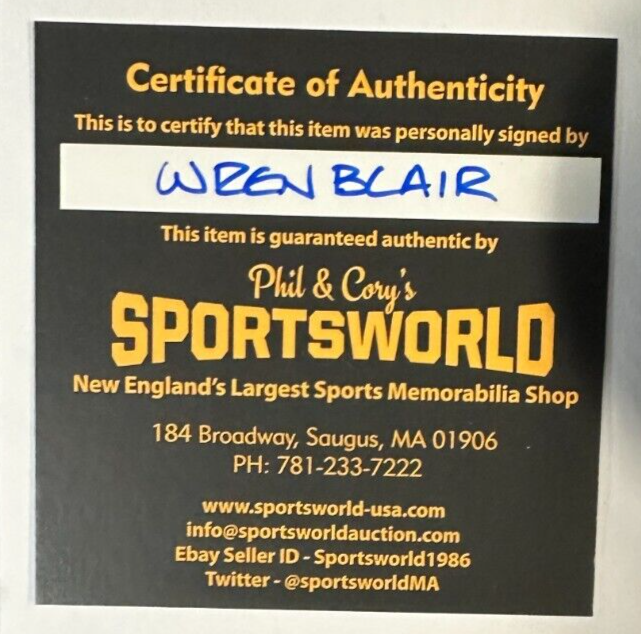 Certificate of Authenticity
This is to certify that this item was personally signed by
WREN BLAIR
This item is guaranteed authentic by
Phil & Cory's
SPORTSWORLD
New England's Largest Sports Memorabilia Shop
184 Broadway, Saugus, MA 01906
PH: 781-233-7222
www.sportsworld-usa.com
info@sportsworldauction.com
Ebay Seller ID - Sportsworld1986
Twitter - @sportsworldMA